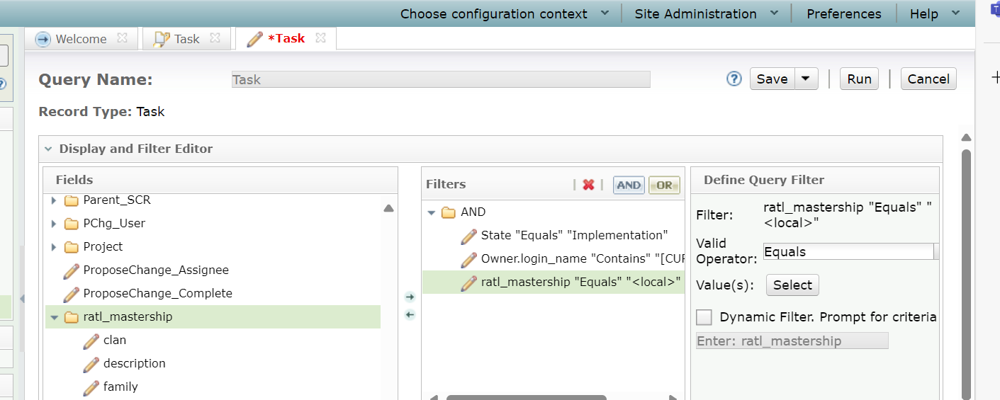 Choose configuration context Site Administration Preferences Help
Welcome Task *Task
Query Name: Task Save Run Cancel
Record Type: Task
Display and Filter Editor
Fields
Parent_SCR
PChg_User
Project
ProposeChange_Assignee
ProposeChange_Complete
ratl_mastership
clan
description
family
Filters AND OR
AND
State "Equals" "Implementation"
Owner.login_name "Contains" "[CUR
ratl_mastership "Equals" "<local>"
Define Query Filter
Filter: ratl_mastership "Equals" "
<local>"
Valid
Operator: Equals
Value(s): Select
Dynamic Filter. Prompt for criteria
Enter: ratl_mastership